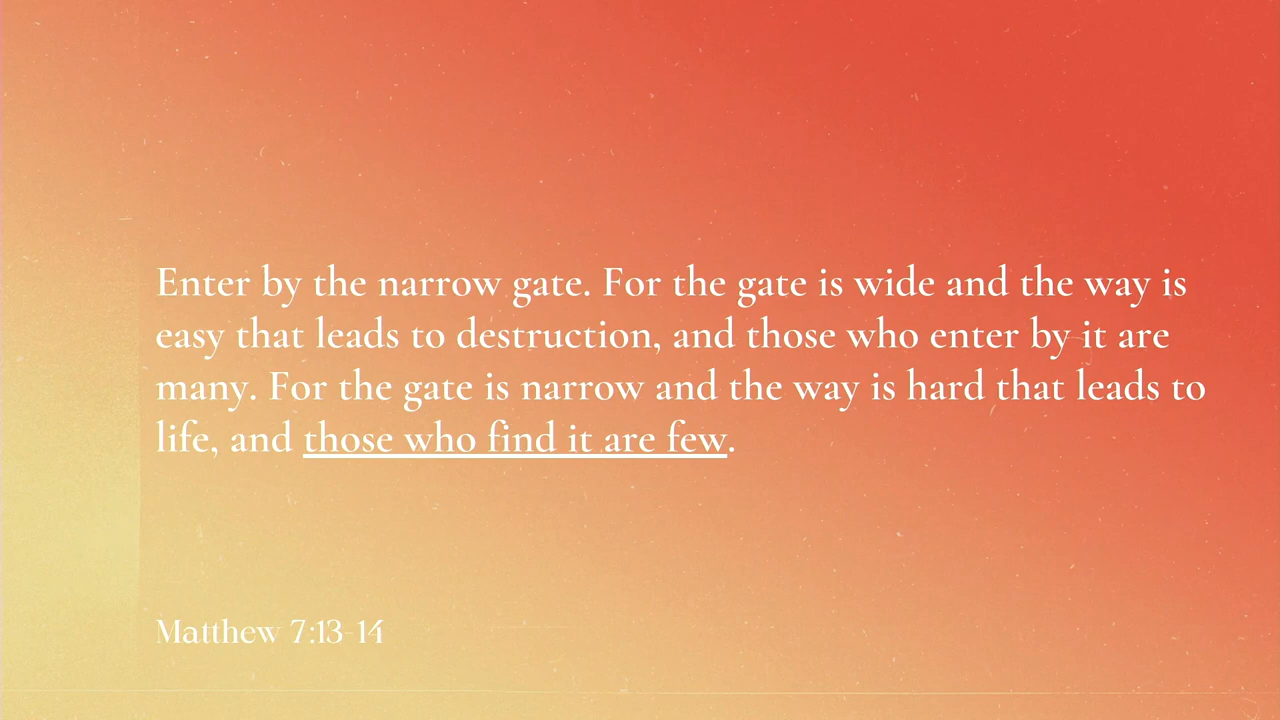 Enter by the narrow gate. For the gate is wide and the way is
easy that leads to destruction, and those who enter by it are
many. For the gate is narrow and the way is hard that leads to
life, and those who find it are few.
Matthew 7:13-14